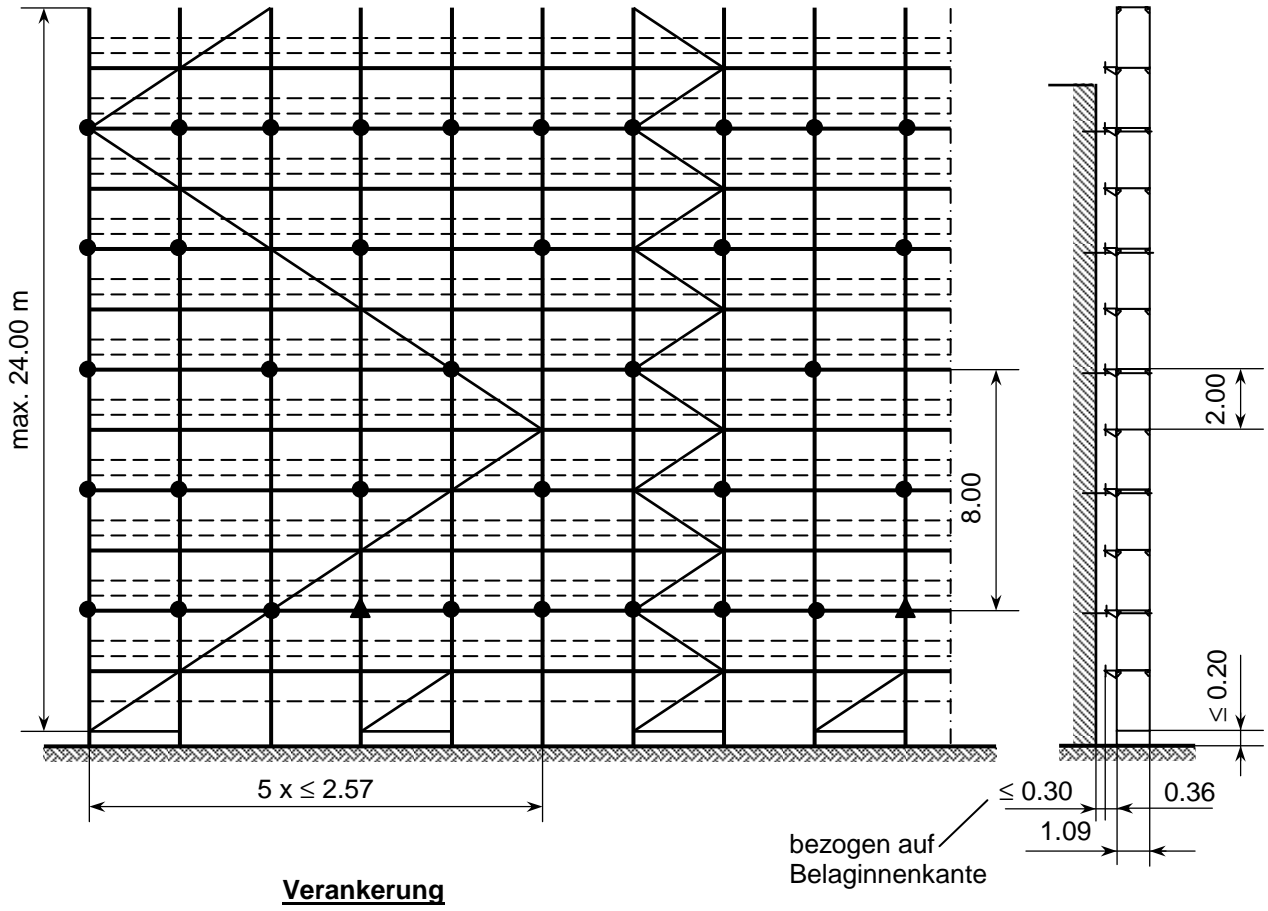 max. 24.00 m
8.00
2.00
≤ 0.20
5 x ≤ 2.57
≤ 0.30
0.36
1.09
bezogen auf
Belaginnenkante
Verankerung